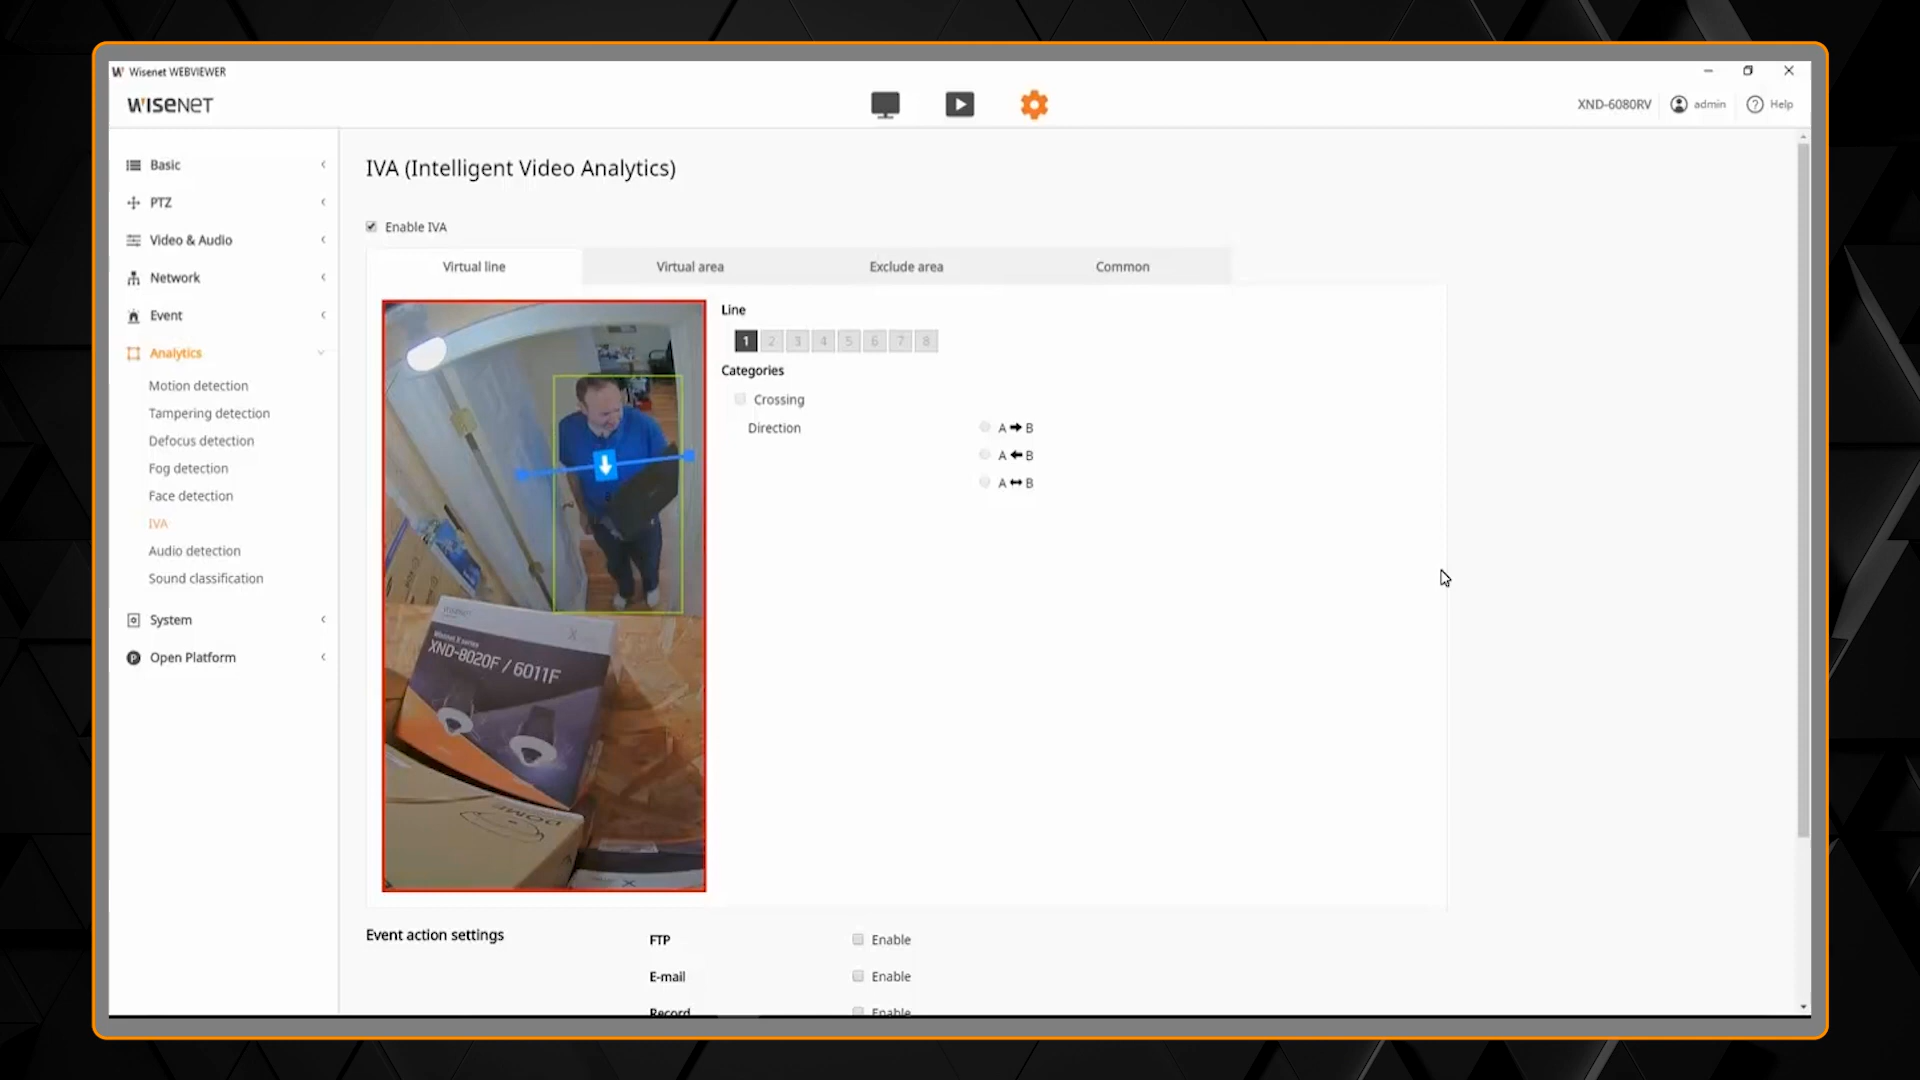 Wisenet WEBVIEWER
WISENET
XND-6080RV
admin
Help
Basic
PTZ
Video & Audio
Network
Event
Analytics
Motion detection
Tampering detection
Defocus detection
Fog detection
Face detection
IVA
Audio detection
Sound classification
System
Open Platform
IVA (Intelligent Video Analytics)
Enable IVA
Virtual line
Virtual area
Exclude area
Common
Line
1 2 3 4 5 6 7 8
Categories
Crossing
Direction
A ➡ B
A ⬅ B
A ↔ B
Wisenet X series
XND-8020F / 6011F
DOME
Event action settings
FTP
Enable
E-mail
Enable
Record
Enable